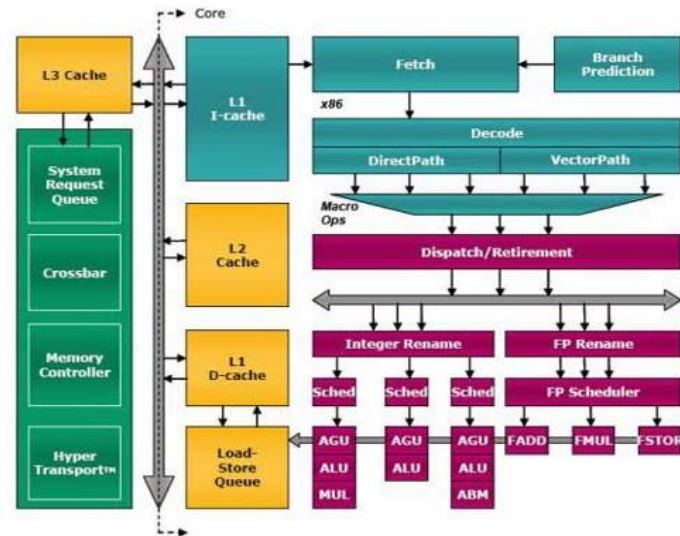 Core
L3 Cache
System
Request
Queue
Crossbar
Memory
Controller
Hyper
Transport™
L1
I-cache
L2
Cache
L1
D-cache
Load-
Store
Queue
Fetch
Branch
Prediction
x86
Decode
DirectPath
VectorPath
Macro
Ops
Dispatch/Retirement
Integer Rename
FP Rename
Sched
Sched
Sched
FP Scheduler
AGU
ALU
MUL
AGU
ALU
AGU
ALU
ABM
FADD
FMUL
FSTOR